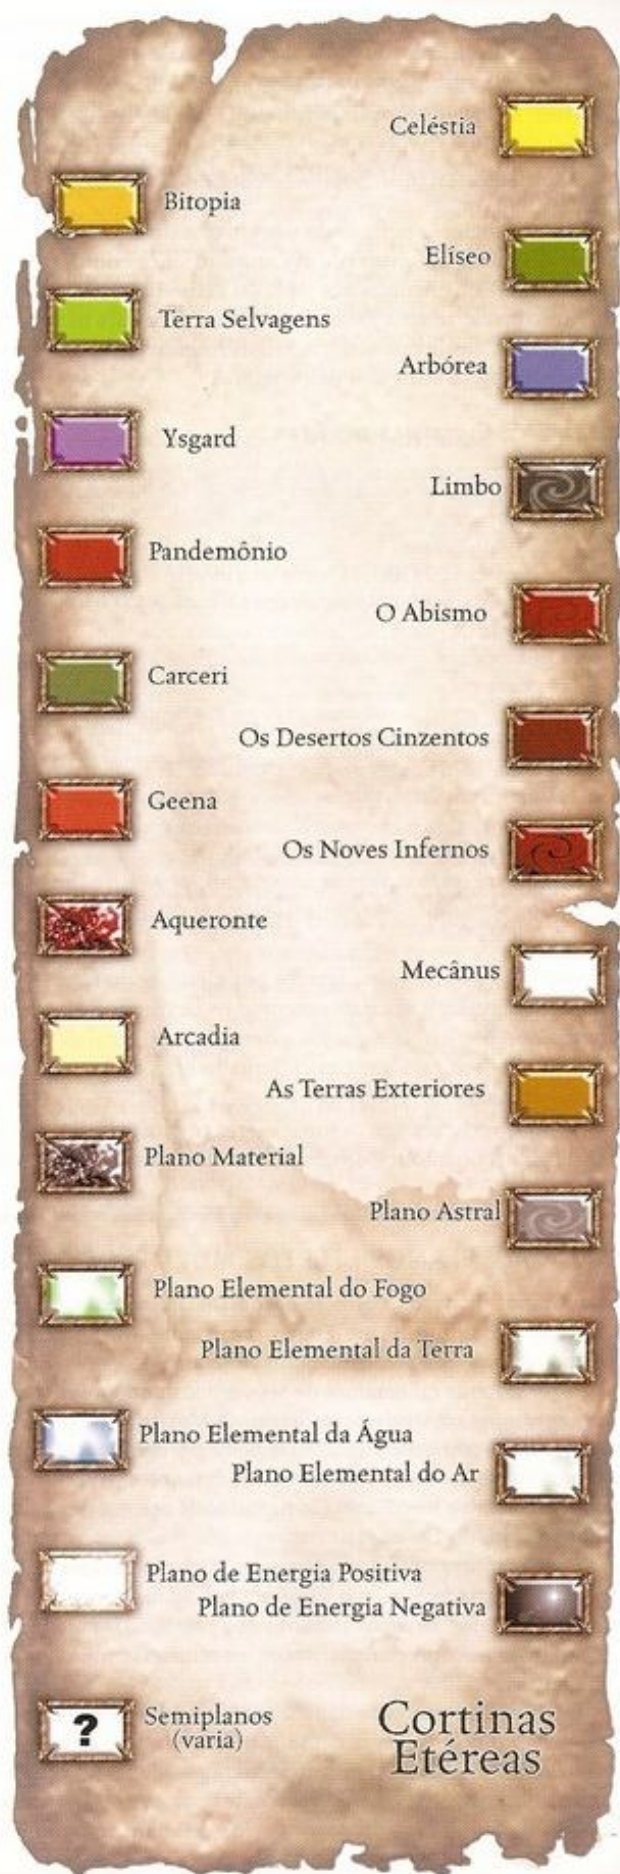 Celéstia
Bitopia
Elíseo
Terra Selvagens
Arbórea
Ysgard
Limbo
Pandemônio
O Abismo
Carceri
Os Desertos Cinzentos
Geena
Os Noves Infernos
Aqueronte
Mecânus
Arcadia
As Terras Exteriores
Plano Material
Plano Astral
Plano Elemental do Fogo
Plano Elemental da Terra
Plano Elemental da Água
Plano Elemental do Ar
Plano de Energia Positiva
Plano de Energia Negativa
?
Semiplanos
(varia)
Cortinas
Etéreas